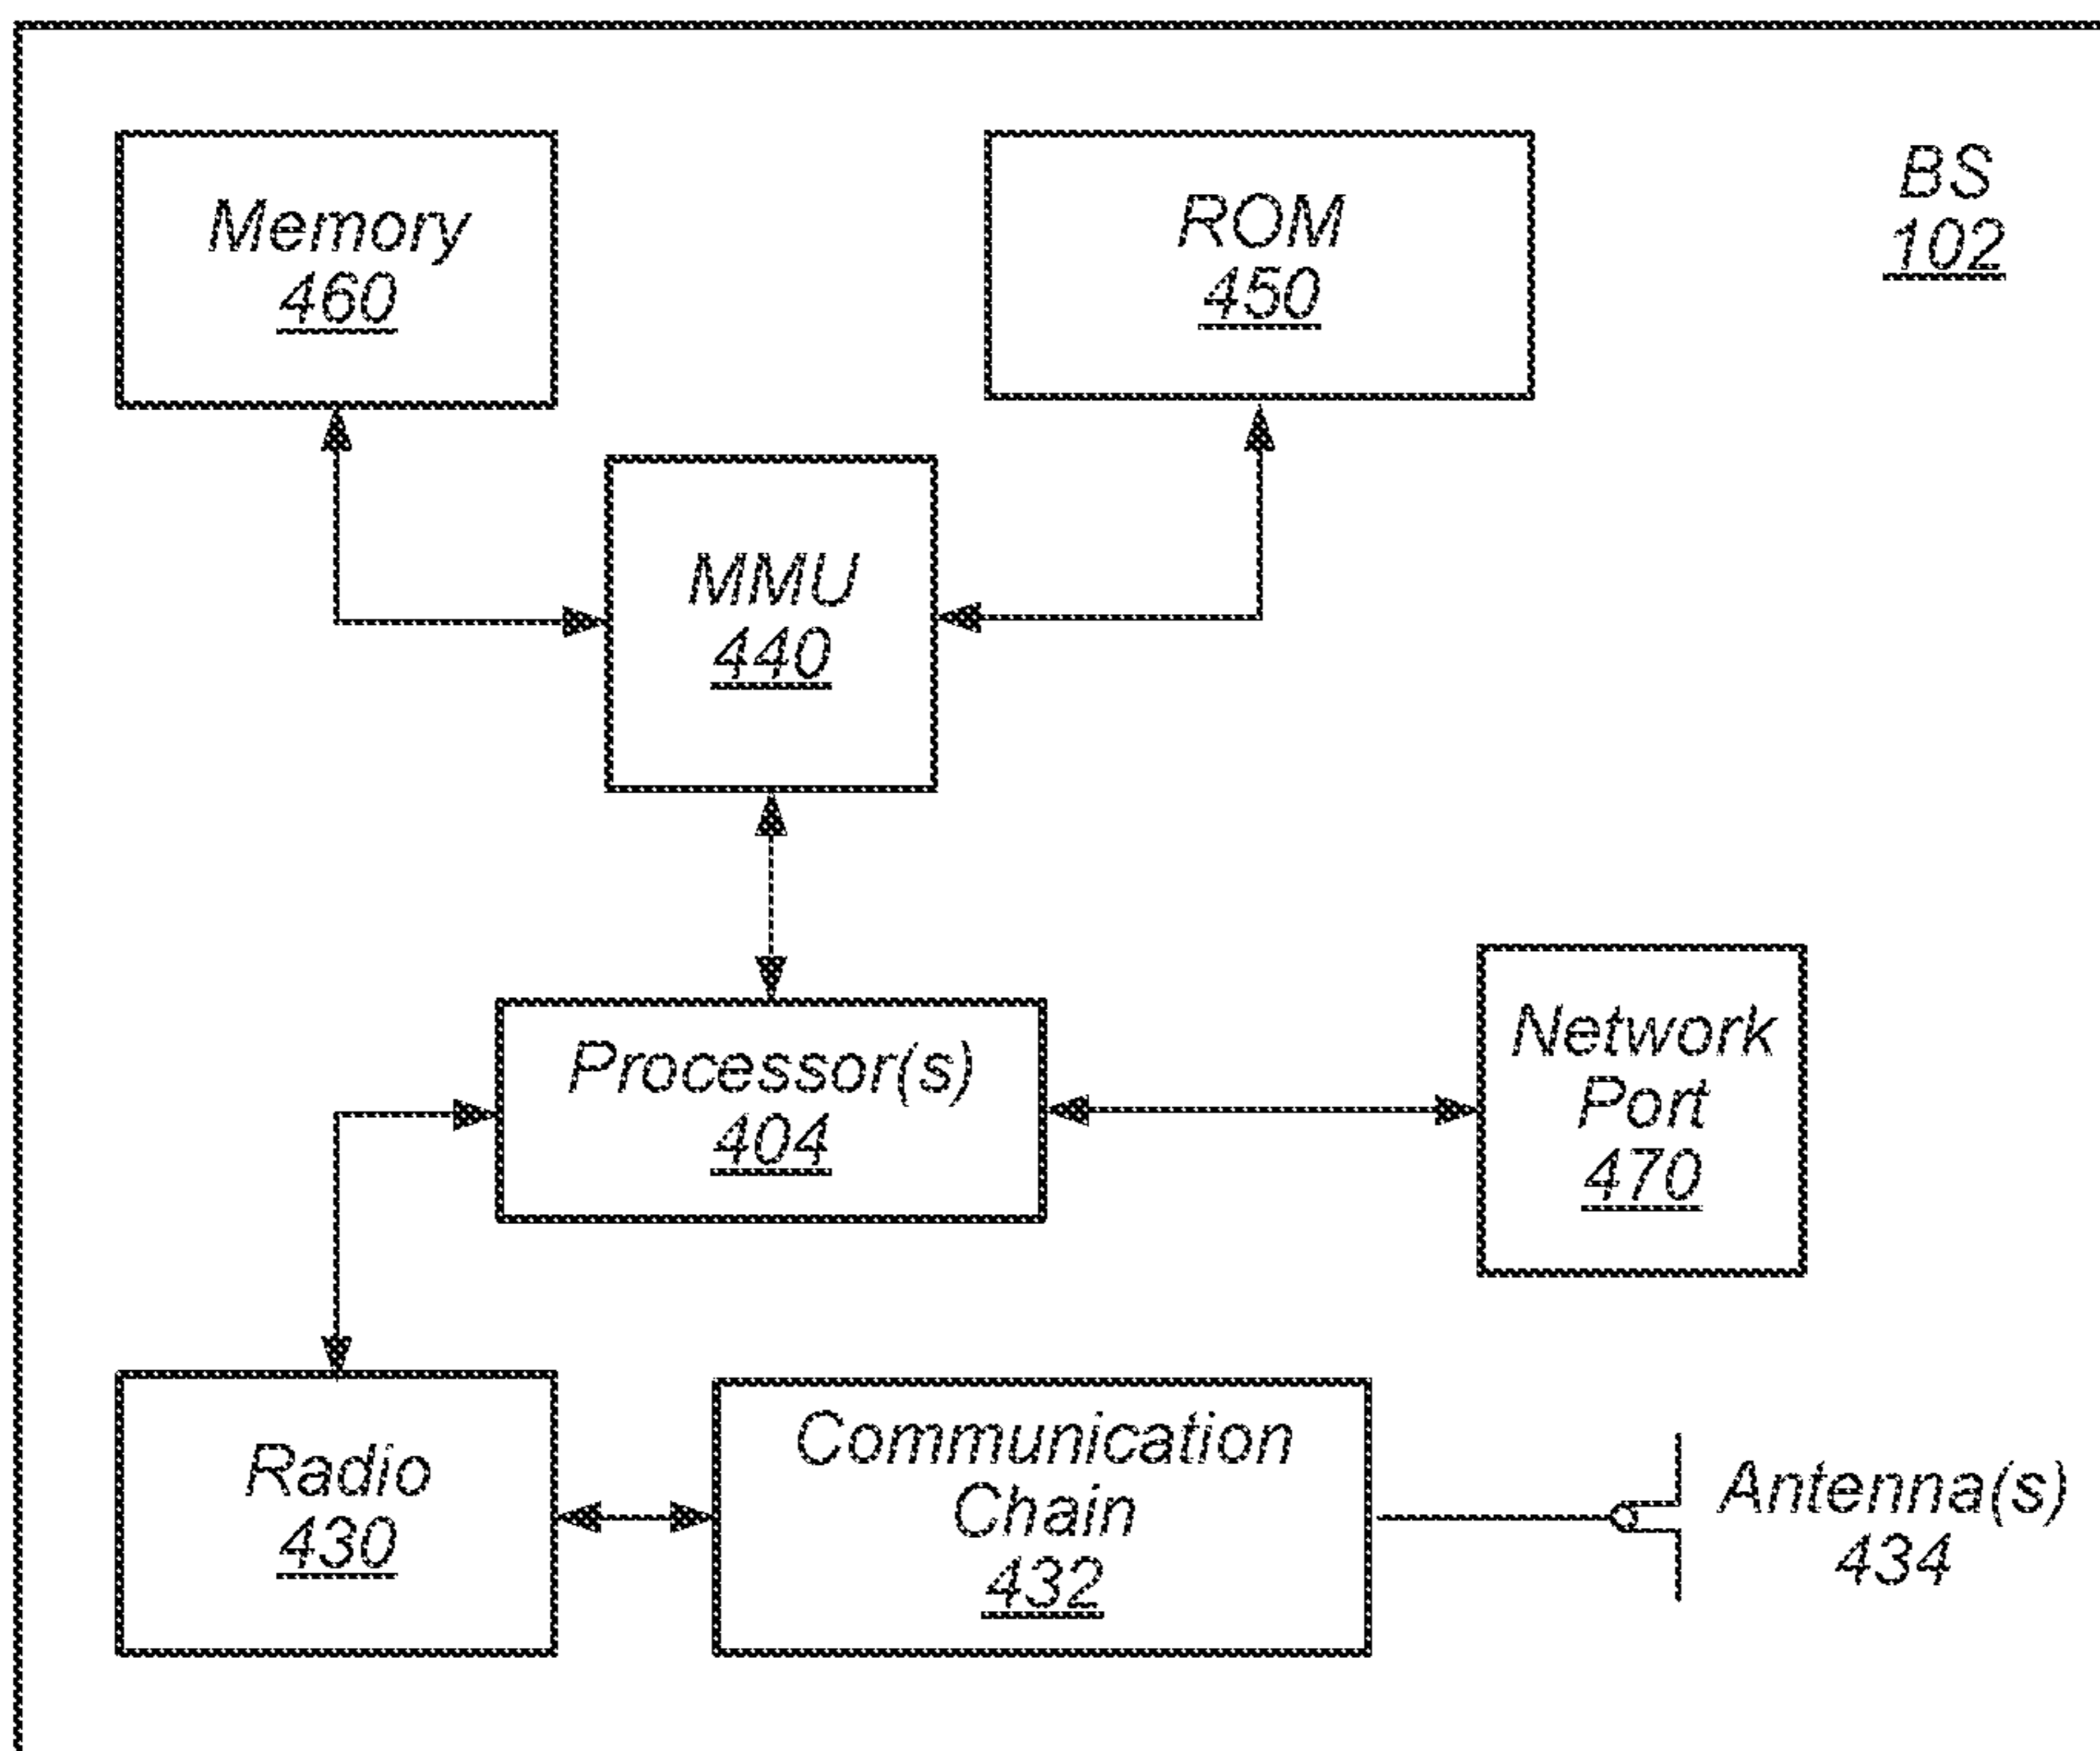 Memory
460
ROM
450
BS
102
MMU
440
Processor(s)
404
Network
Port
470
Radio
430
Communication
Chain
432
Antenna(s)
434